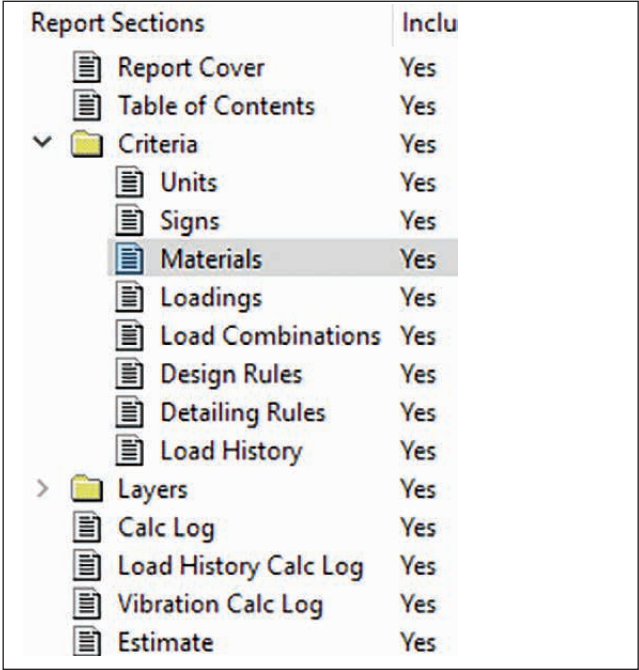 Report Sections Inclu
Report Cover Yes
Table of Contents Yes
Criteria Yes
Units Yes
Signs Yes
Materials Yes
Loadings Yes
Load Combinations Yes
Design Rules Yes
Detailing Rules Yes
Load History Yes
Layers Yes
Calc Log Yes
Load History Calc Log Yes
Vibration Calc Log Yes
Estimate Yes